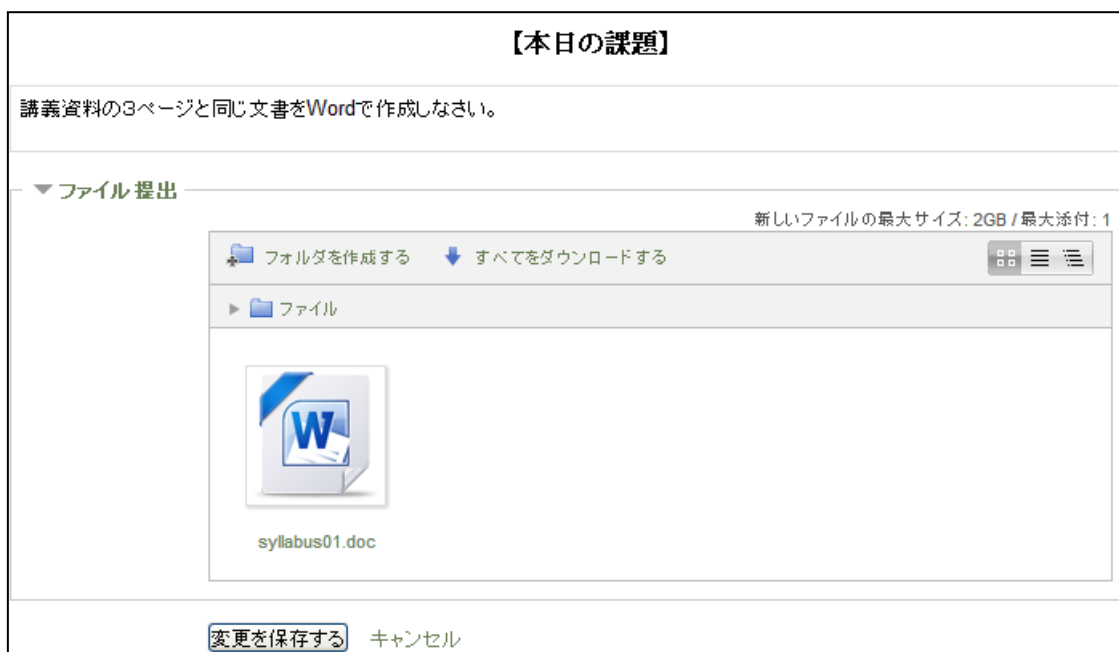 【本日の課題】
講義資料の3ページと同じ文書をWordで作成しなさい。
ファイル提出
新しいファイルの最大サイズ: 2GB / 最大添付: 1
フォルダを作成する すべてをダウンロードする
ファイル
W
syllabus01.doc
変更を保存する キャンセル